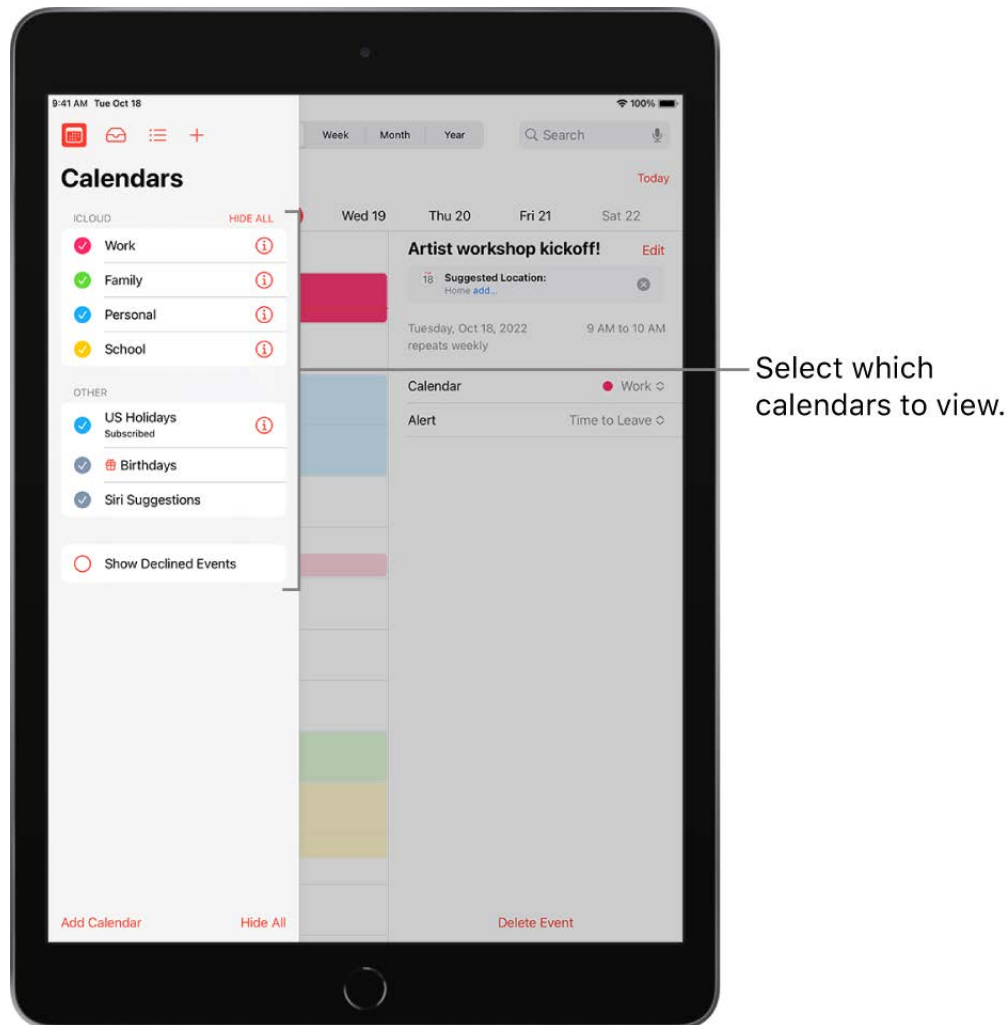 9:41 AM Tue Oct 18
100%
Week Month Year
Search
Calendars
Today
ICLOUD HIDE ALL
Wed 19 Thu 20 Fri 21 Sat 22
Work
Family
Personal
School
OTHER
US Holidays
Subscribed
Birthdays
Siri Suggestions
Show Declined Events
Add Calendar Hide All
Artist workshop kickoff! Edit
18 Suggested Location:
Home add...
Tuesday, Oct 18, 2022 9 AM to 10 AM
repeats weekly
Calendar Work
Alert Time to Leave
Delete Event
Select which
calendars to view.